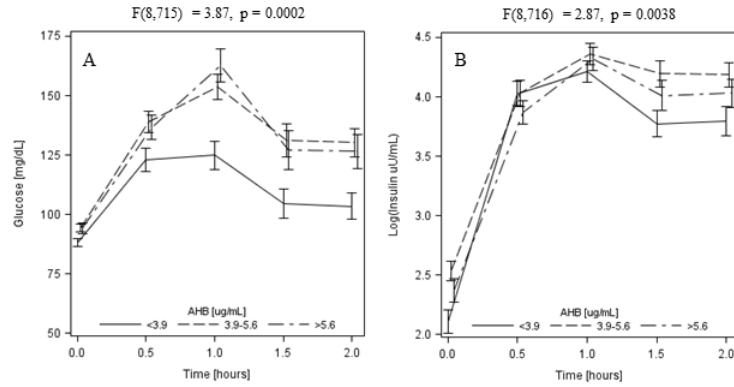 F(8,715) = 3.87, p = 0.0002
A
Glucose [mg/dL]
175
150
125
100
75
50
AHB [ug/mL]
<3.9 3.9-5.6 >5.6
0.0 0.5 1.0 1.5 2.0
Time [hours]
F(8,716) = 2.87, p = 0.0038
B
Log(Insulin uU/mL)
4.5
4.0
3.5
4.0
2.5
2.0
AHB [ug/mL]
<3.9 3.9-5.6 >5.6
0.0 0.5 1.0 1.5 2.0
Time [hours]